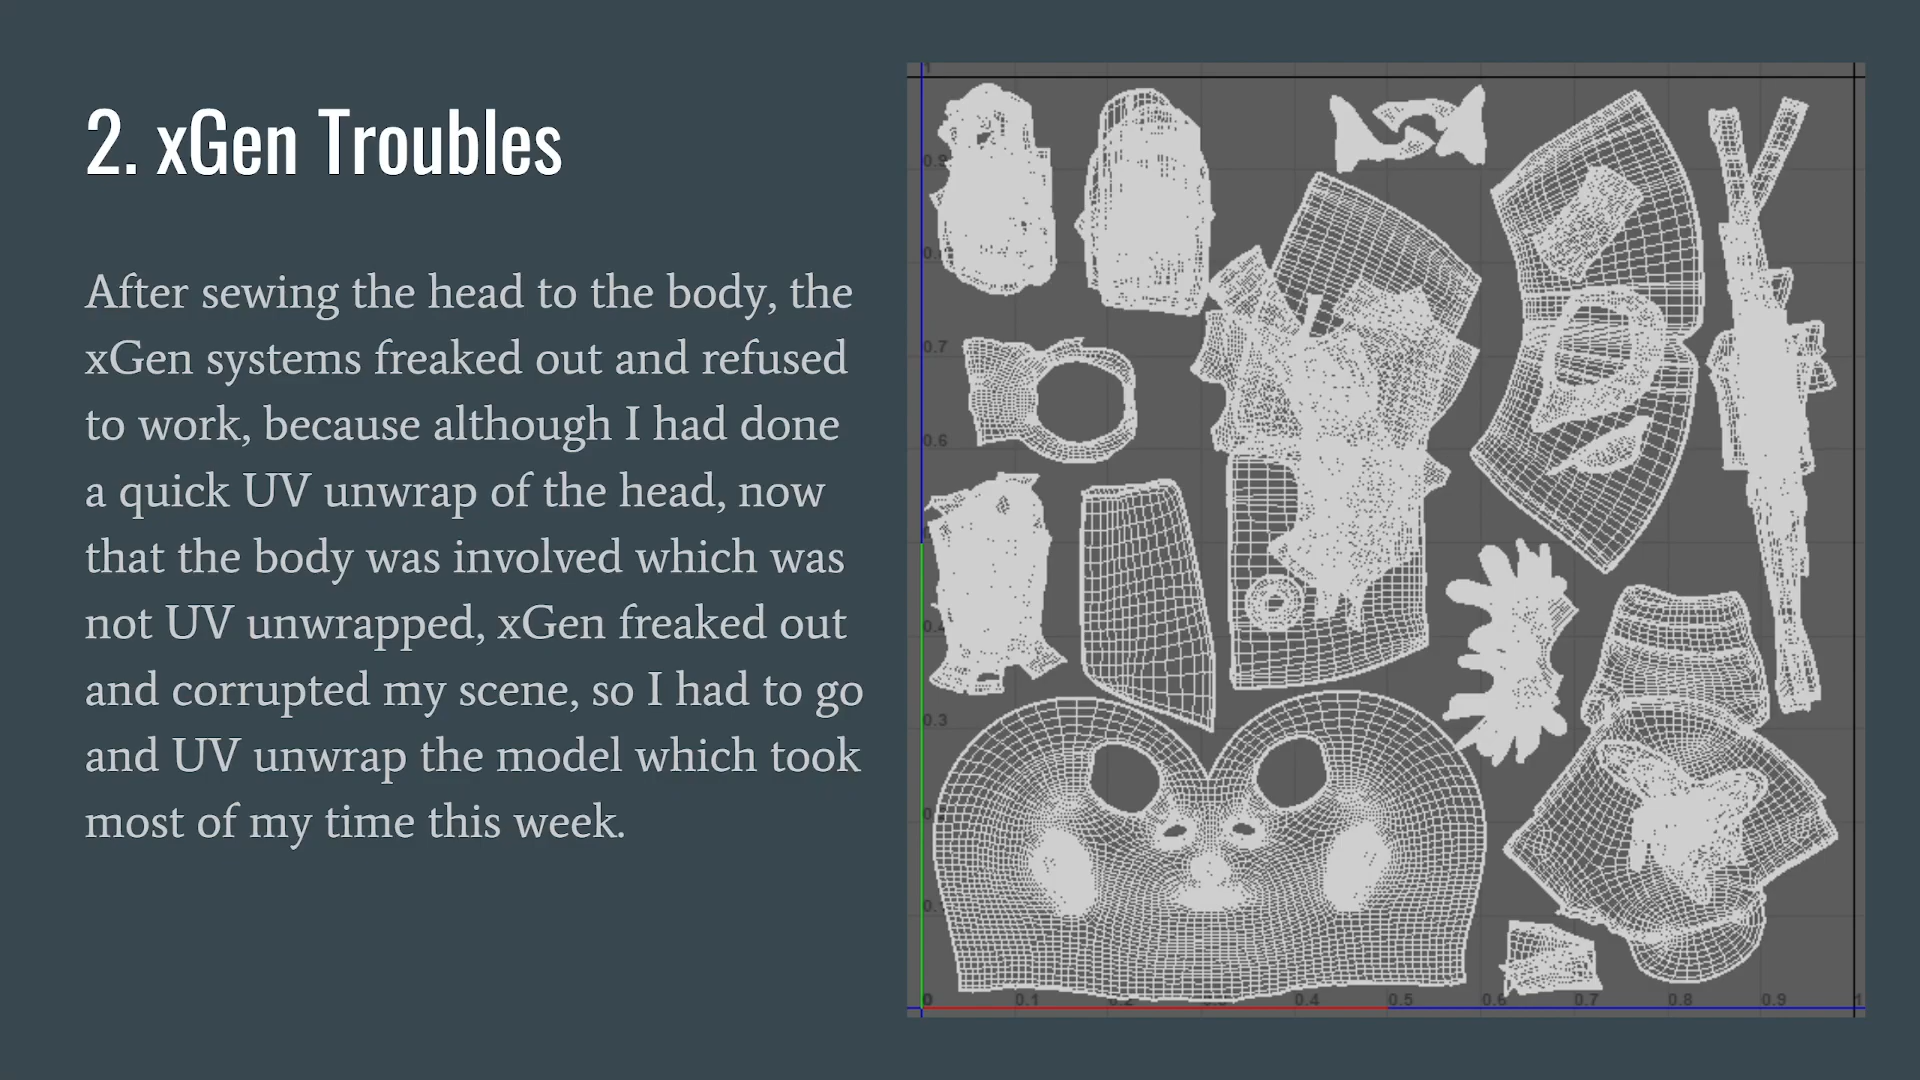 2. xGen Troubles
After sewing the head to the body, the
xGen systems freaked out and refused
to work, because although I had done
a quick UV unwrap of the head, now
that the body was involved which was
not UV unwrapped, xGen freaked out
and corrupted my scene, so I had to go
and UV unwrap the model which took
most of my time this week.
1
0.7
0.6
0.3
0
0.1
0.4
0.5
0.6
0.7
0.8
0.9
1